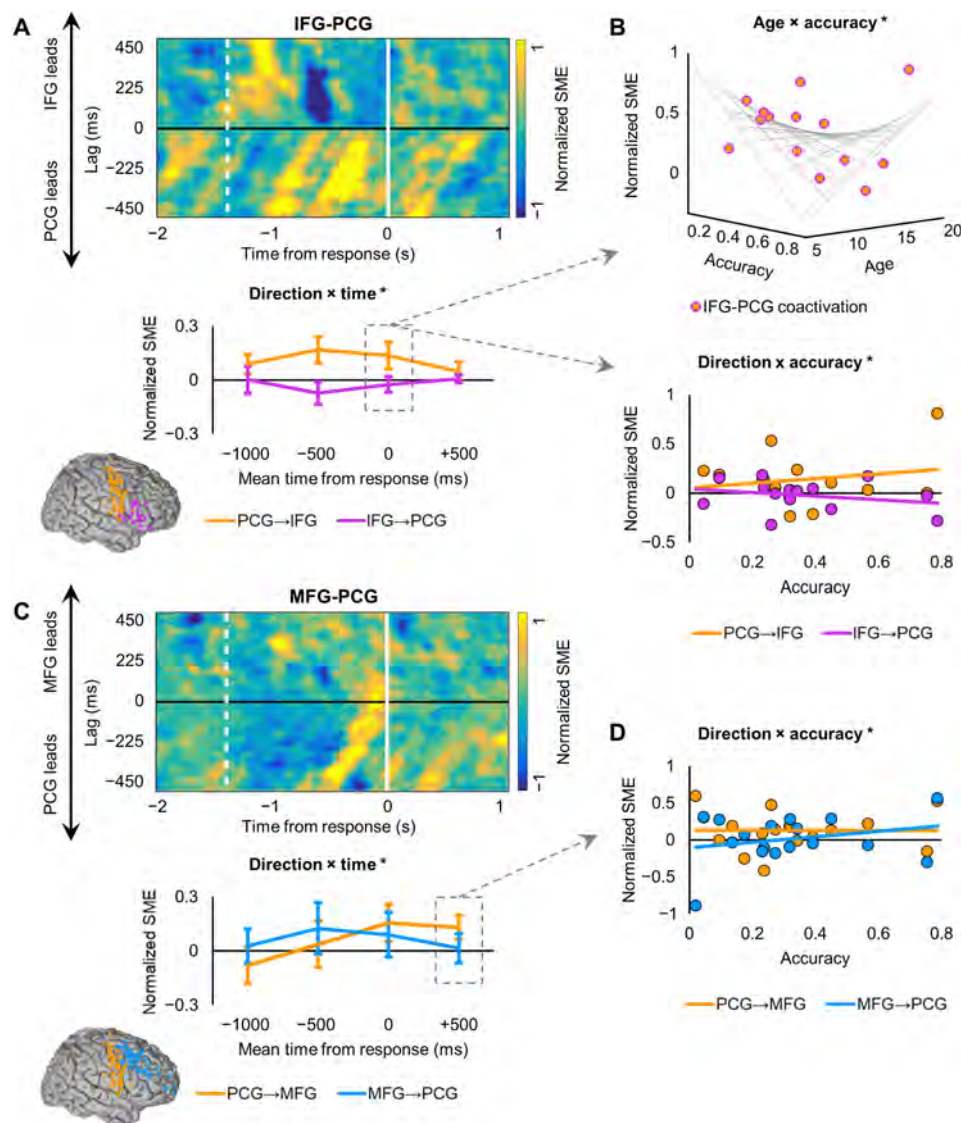 A
IFG-PCG
IFG leads
PCG leads
Lag (ms)
450
225
0
−225
−450
−2
−1
0
1
Time from response (s)
1
−1
Normalized SME
Direction × time *
Normalized SME
0.3
0
−0.3
−1000
−500
0
+500
Mean time from response (ms)
PCG→IFG
IFG→PCG
B
Age × accuracy *
Normalized SME
1
0.5
0
0.2
0.4
0.6
0.8
Accuracy
5
10
15
20
Age
IFG-PCG coactivation
Direction x accuracy *
Normalized SME
1
0.5
0
−0.5
0
0.2
0.4
0.6
0.8
Accuracy
PCG→IFG
IFG→PCG
C
MFG-PCG
MFG leads
PCG leads
Lag (ms)
450
225
0
−225
−450
−2
−1
0
1
Time from response (s)
1
−1
Normalized SME
Direction × time *
Normalized SME
0.3
0
−0.3
−1000
−500
0
+500
Mean time from response (ms)
PCG→MFG
MFG→PCG
D
Direction × accuracy *
Normalized SME
1
0.5
0
−0.5
−1
0
0.2
0.4
0.6
0.8
Accuracy
PCG→MFG
MFG→PCG